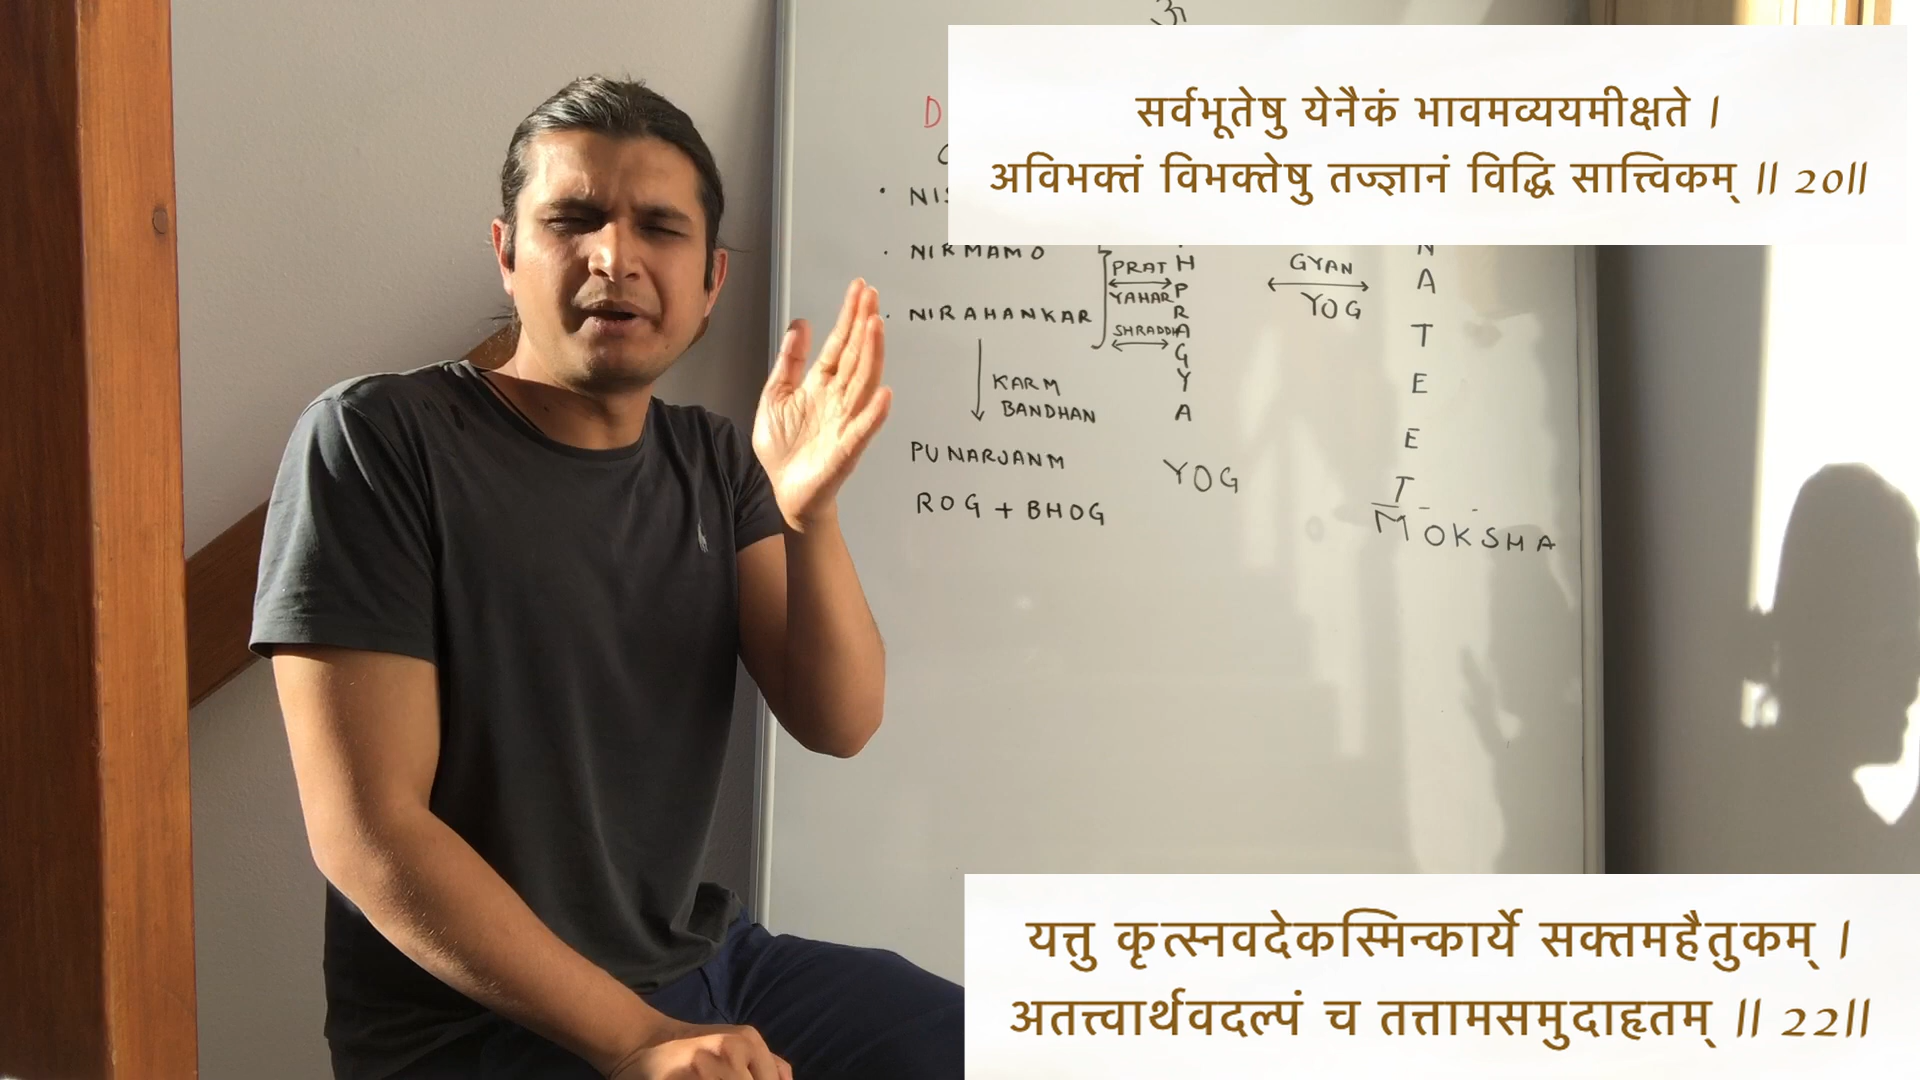 ॐ
सर्वभूतेषु येनैकं भावमव्ययमीक्षते ।
अविभक्तं विभक्तेषु तज्ज्ञानं विद्धि सात्त्विकम् ॥ 20॥
D
• NIS
• NIRMAMO
• NIRAHANKAR
KARM
BANDHAN
PUNARJANM
ROG + BHOG
PRAT
YAHAR
SHRADDHA
H
P
R
A
G
Y
A
YOG
GYAN
YOG
N
A
T
E
E
T
MOKSHA
यत्तु कृत्स्नवदेकस्मिन्कार्ये सक्तमहैतुकम् ।
अतत्त्वार्थवदल्पं च तत्तामसमुदाहृतम् ॥ 22॥